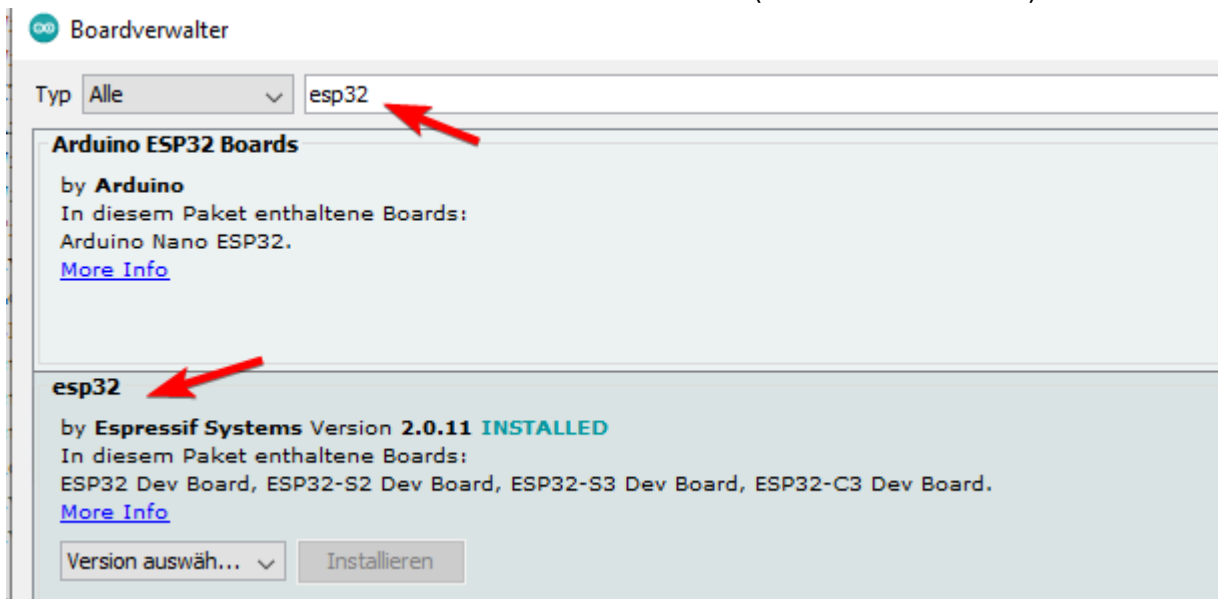 Boardverwalter
Typ Alle esp32
Arduino ESP32 Boards
by Arduino
In diesem Paket enthaltene Boards:
Arduino Nano ESP32.
More Info
esp32
by Espressif Systems Version 2.0.11 INSTALLED
In diesem Paket enthaltene Boards:
ESP32 Dev Board, ESP32-S2 Dev Board, ESP32-S3 Dev Board, ESP32-C3 Dev Board.
More Info
Version auswäh... Installieren